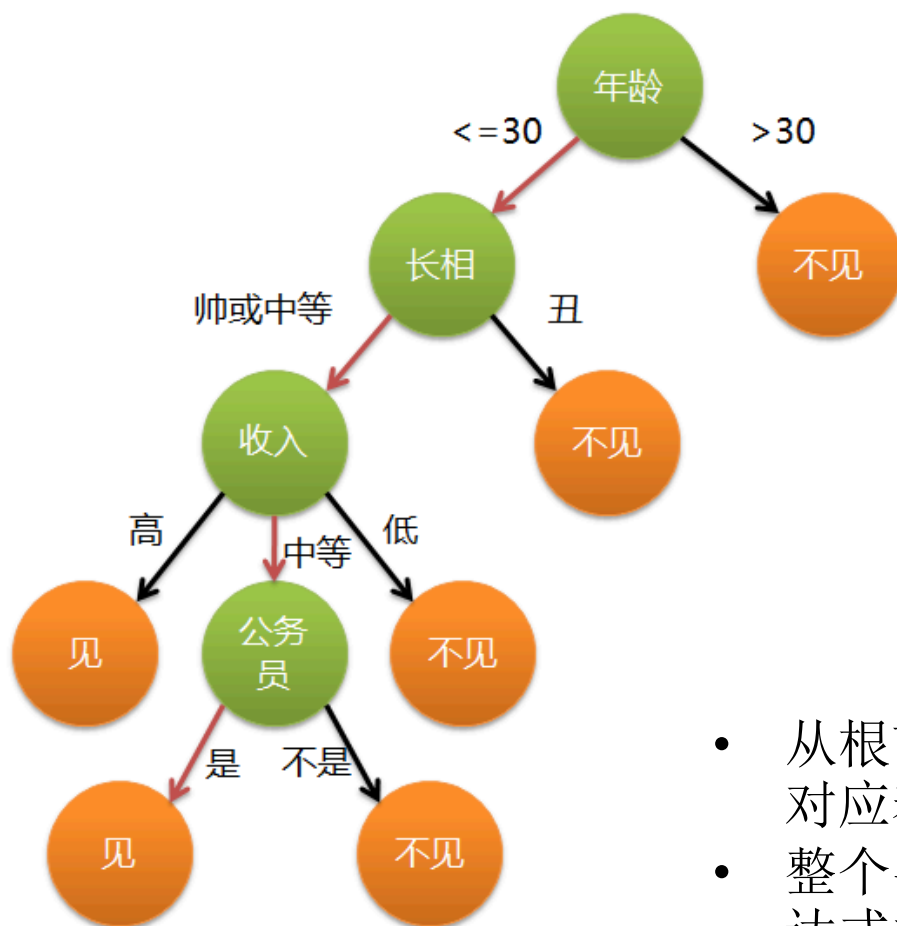 年龄
<=30
>30
长相
不见
帅或中等
丑
收入
不见
高
中等
低
见
公务
员
不见
是
不是
见
不见
• 从根
对应
• 整个